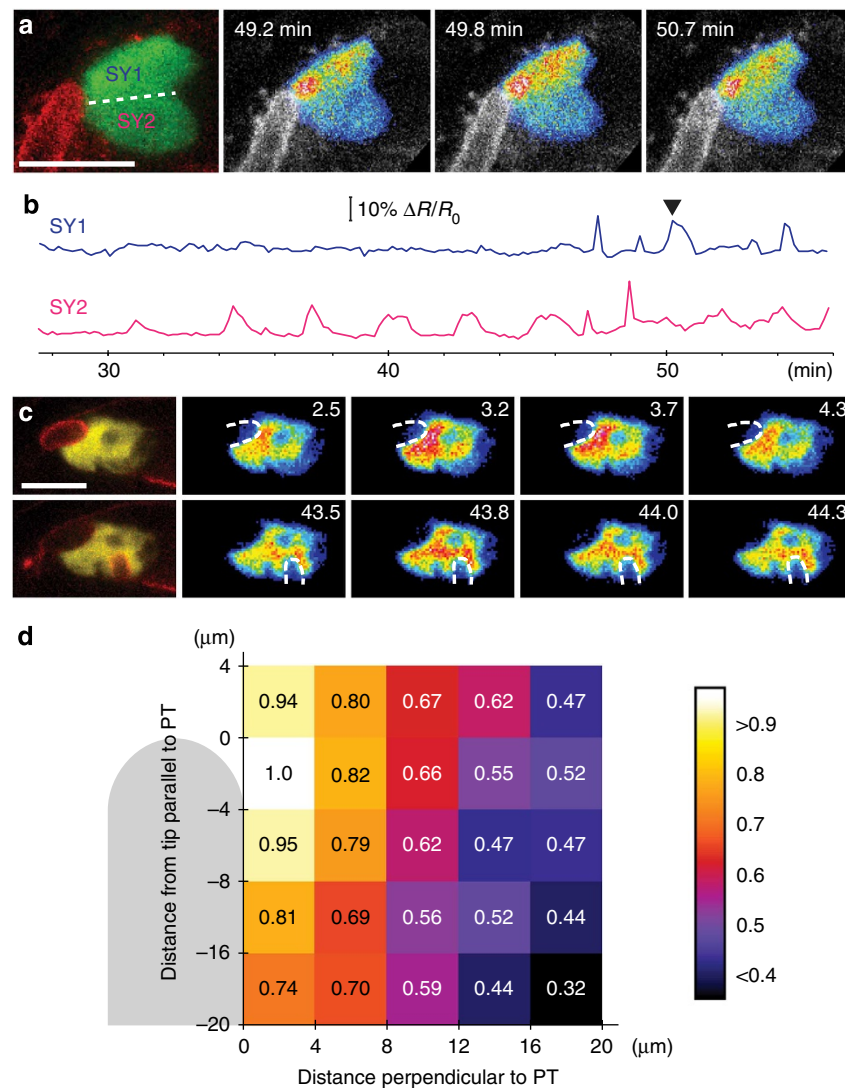 a
SY1
SY2
49.2 min
49.8 min
50.7 min
b
10% ΔR/R0
SY1
SY2
30
40
50
(min)
c
2.5
3.2
3.7
4.3
43.5
43.8
44.0
44.3
d
(μm)
Distance from tip parallel to PT
4
0
−4
−8
−16
−20
0.94 0.80 0.67 0.62 0.47
1.0 0.82 0.66 0.55 0.52
0.95 0.79 0.62 0.47 0.47
0.81 0.69 0.56 0.52 0.44
0.74 0.70 0.59 0.44 0.32
0 4 8 12 16 20 (μm)
Distance perpendicular to PT
>0.9
0.8
0.7
0.6
0.5
<0.4